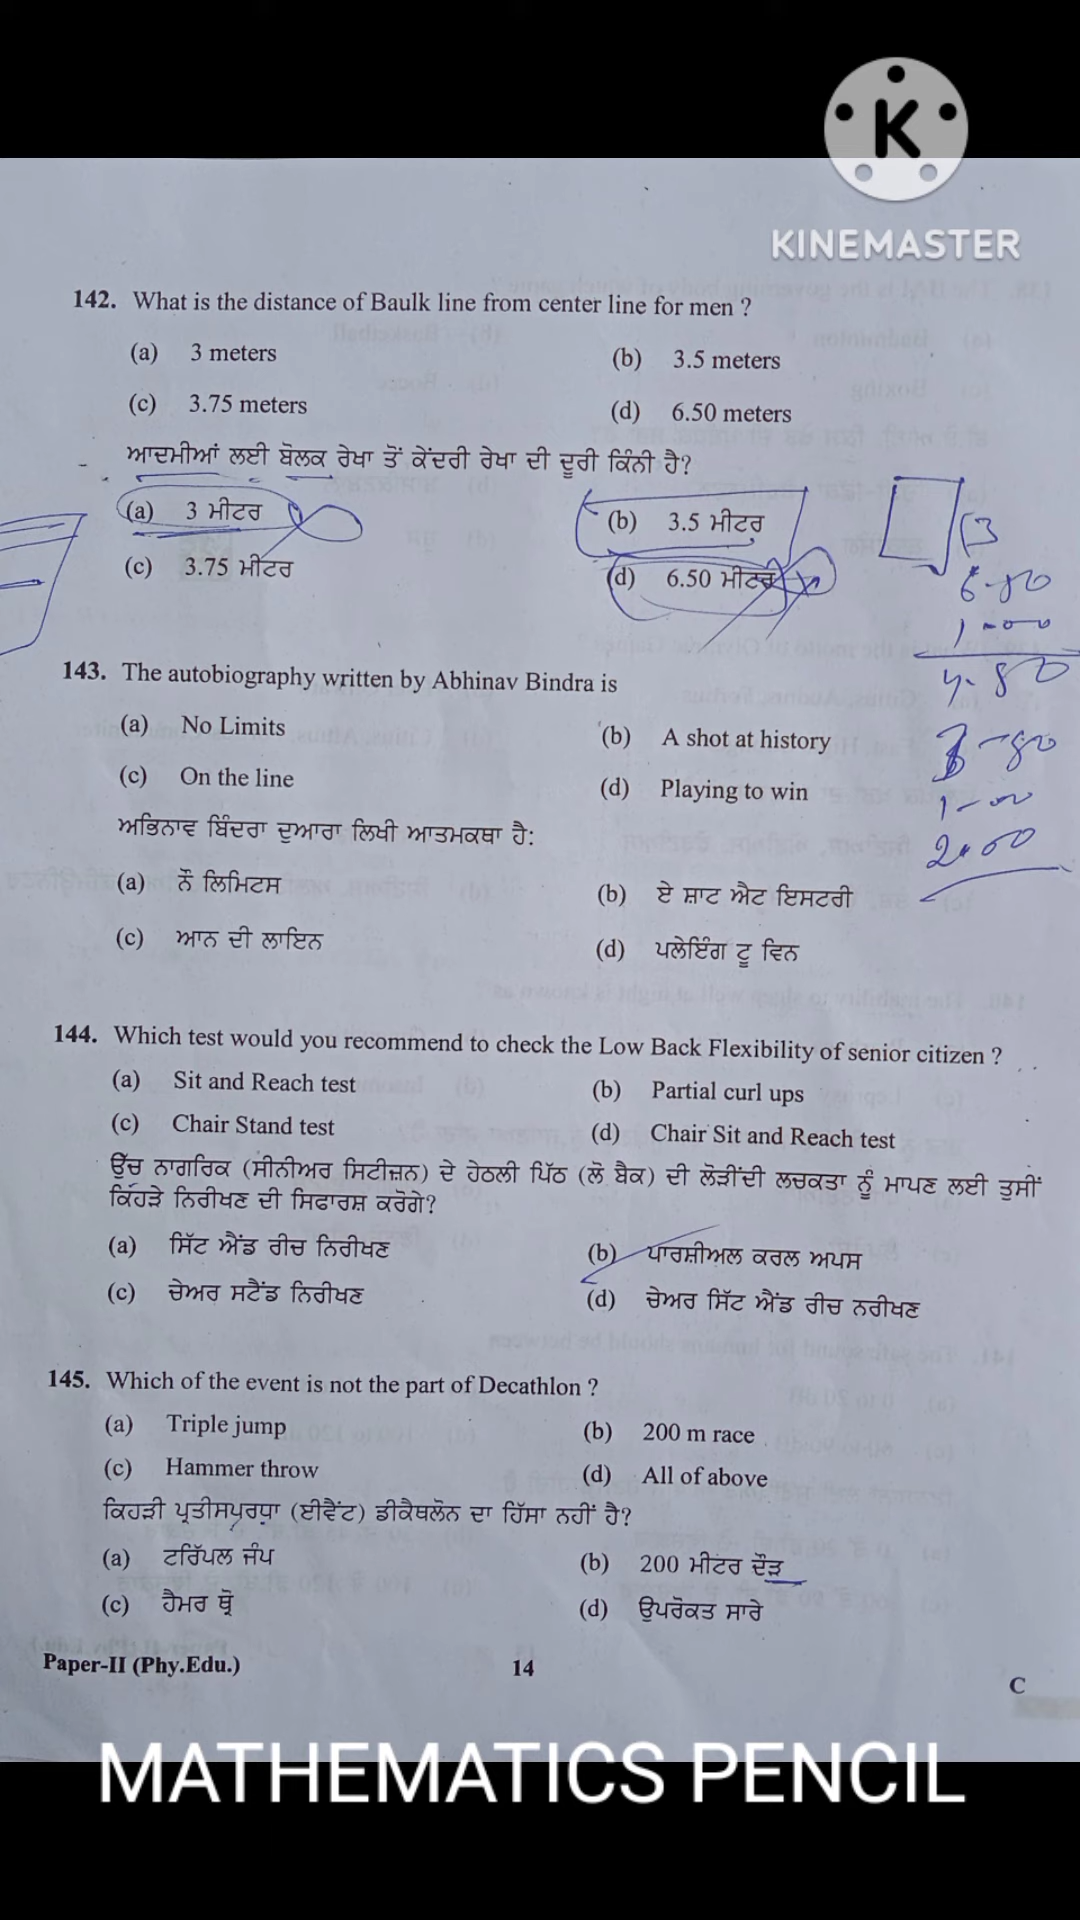 KINEMASTER
142. What is the distance of Baulk line from center line for men ?
(a) 3 meters (b) 3.5 meters
(c) 3.75 meters (d) 6.50 meters
ਆਦਮੀਆਂ ਲਈ ਬੋਲਕ ਰੇਖਾ ਤੋਂ ਕੇਂਦਰੀ ਰੇਖਾ ਦੀ ਦੂਰੀ ਕਿੰਨੀ ਹੈ?
(a) 3 ਮੀਟਰ (b) 3.5 ਮੀਟਰ
(c) 3.75 ਮੀਟਰ (d) 6.50 ਮੀਟਰ
143. The autobiography written by Abhinav Bindra is
(a) No Limits (b) A shot at history
(c) On the line (d) Playing to win
ਅਭਿਨਾਵ ਬਿੰਦਰਾ ਦੁਆਰਾ ਲਿਖੀ ਆਤਮਕਥਾ ਹੈ:
(a) ਨੌ ਲਿਮਿਟਸ (b) ਏ ਸ਼ਾਟ ਐਟ ਇਸਟਰੀ
(c) ਆਨ ਦੀ ਲਾਇਨ (d) ਪਲੇਇੰਗ ਟੂ ਵਿਨ
144. Which test would you recommend to check the Low Back Flexibility of senior citizen ?
(a) Sit and Reach test (b) Partial curl ups
(c) Chair Stand test (d) Chair Sit and Reach test
ਉੱਚ ਨਾਗਰਿਕ (ਸੀਨੀਅਰ ਸਿਟੀਜ਼ਨ) ਦੇ ਹੇਠਲੀ ਪਿੱਠ (ਲੋ ਬੈਕ) ਦੀ ਲੋੜੀਂਦੀ ਲਚਕਤਾ ਨੂੰ ਮਾਪਣ ਲਈ ਤੁਸੀਂ
ਕਿਹੜੇ ਨਿਰੀਖਣ ਦੀ ਸਿਫਾਰਸ਼ ਕਰੋਗੇ?
(a) ਸਿੱਟ ਐਂਡ ਰੀਚ ਨਿਰੀਖਣ (b) ਪਾਰਸ਼ੀਅਲ ਕਰਲ ਅਪਸ
(c) ਚੇਅਰ ਸਟੈਂਡ ਨਿਰੀਖਣ (d) ਚੇਅਰ ਸਿੱਟ ਐਂਡ ਰੀਚ ਨਰੀਖਣ
145. Which of the event is not the part of Decathlon ?
(a) Triple jump (b) 200 m race
(c) Hammer throw (d) All of above
ਕਿਹੜੀ ਪ੍ਰਤੀਸਪ੍ਰਰਧਾ (ਈਵੈਂਟ) ਡੀਕੈਥਲੋਨ ਦਾ ਹਿੱਸਾ ਨਹੀਂ ਹੈ?
(a) ਟਰਿੱਪਲ ਜੰਪ (b) 200 ਮੀਟਰ ਦੌੜ
(c) ਹੈਮਰ ਥ੍ਰੋ (d) ਉਪਰੋਕਤ ਸਾਰੇ
Paper-II (Phy.Edu.) 14 C
MATHEMATICS PENCIL